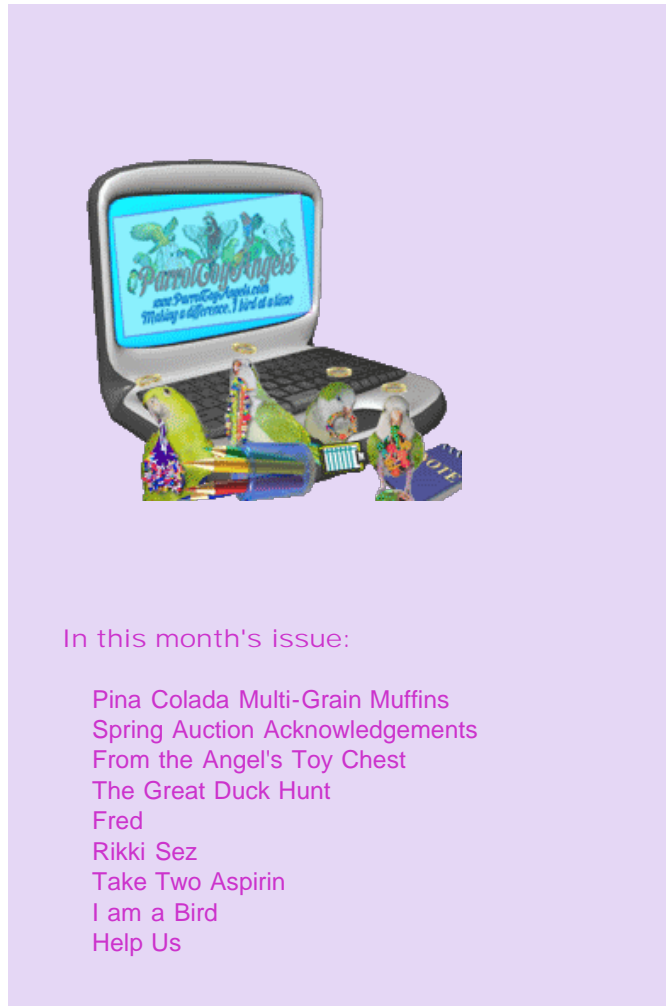 ParrotToyAngels
www.ParrotToyAngels.com
Making a difference, 1 bird at a time
NOTE
In this month's issue:
Pina Colada Multi-Grain Muffins
Spring Auction Acknowledgements
From the Angel's Toy Chest
The Great Duck Hunt
Fred
Rikki Sez
Take Two Aspirin
I am a Bird
Help Us